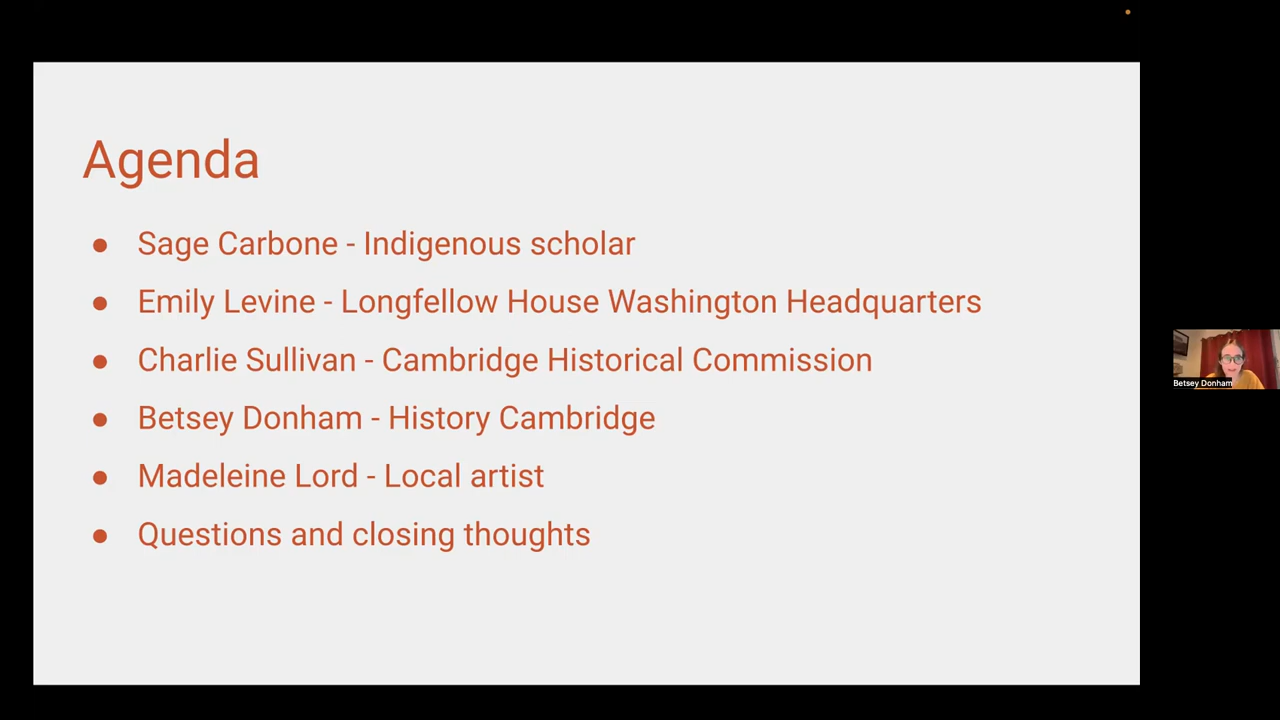 Agenda
● Sage Carbone - Indigenous scholar
● Emily Levine - Longfellow House Washington Headquarters
● Charlie Sullivan - Cambridge Historical Commission
● Betsey Donham - History Cambridge
● Madeleine Lord - Local artist
● Questions and closing thoughts
Betsey Donham